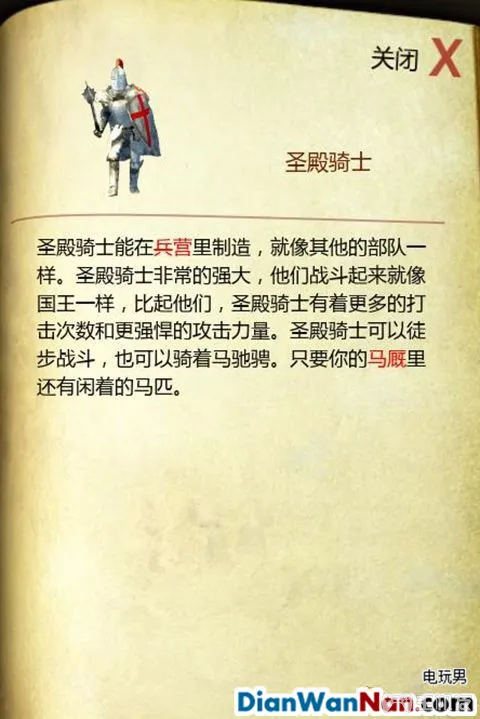 关闭 X
圣殿骑士
圣殿骑士能在兵营里制造，就像其他的部队一
样。圣殿骑士非常的强大，他们战斗起来就像
国王一样，比起他们，圣殿骑士有着更多的打
击次数和更强悍的攻击力量。圣殿骑士可以徒
步战斗，也可以骑着马驰骋。只要你的马厩里
还有闲着的马匹。
电玩男
DianWanNan.com